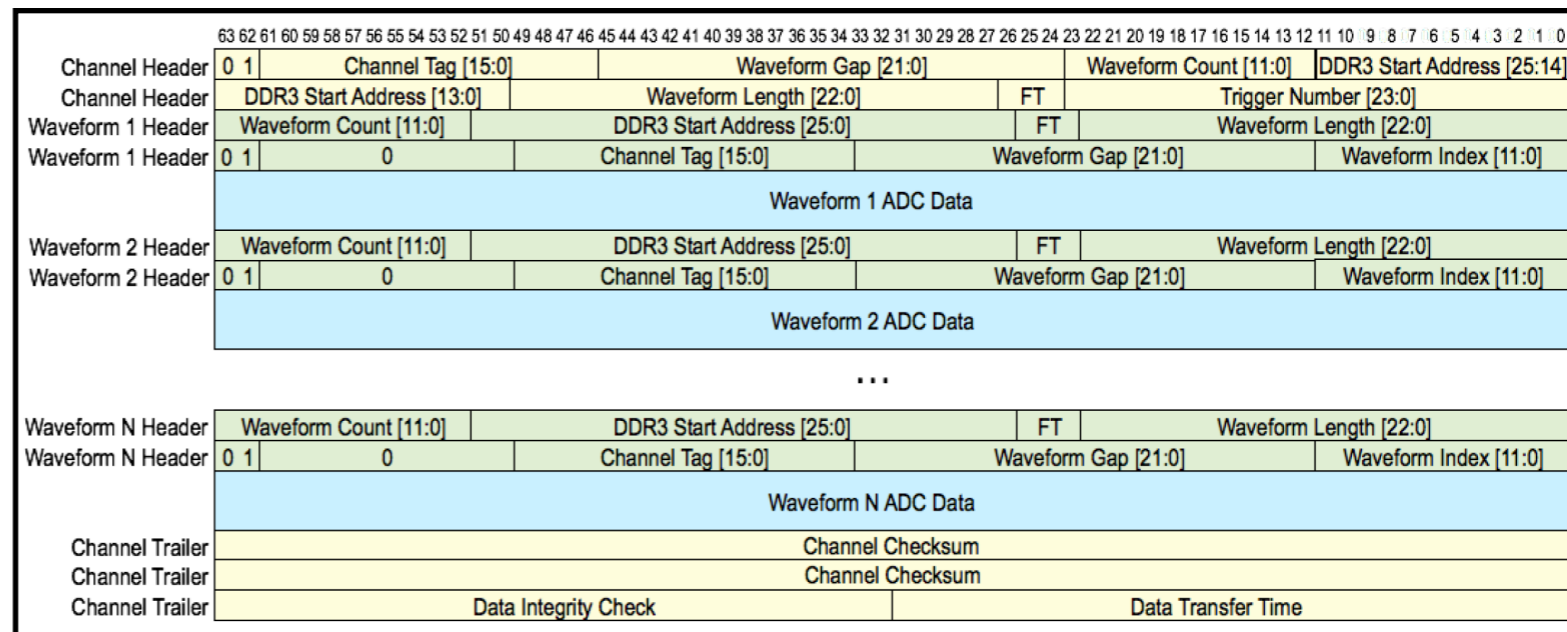 63 62 61 60 59 58 57 56 55 54 53 52 51 50 49 48 47 46 45 44 43 42 41 40 39 38 37 36 35 34 33 32 31 30 29 28 27 26 25 24 23 22 21 20 19 18 17 16 15 14 13 12 11 10 9 8 7 6 5 4 3 2 1 0
Channel Header 0 1 Channel Tag [15:0] Waveform Gap [21:0] Waveform Count [11:0] DDR3 Start Address [25:14]
Channel Header DDR3 Start Address [13:0] Waveform Length [22:0] FT Trigger Number [23:0]
Waveform 1 Header Waveform Count [11:0] DDR3 Start Address [25:0] FT Waveform Length [22:0]
Waveform 1 Header 0 1 0 Channel Tag [15:0] Waveform Gap [21:0] Waveform Index [11:0]
Waveform 1 ADC Data
Waveform 2 Header Waveform Count [11:0] DDR3 Start Address [25:0] FT Waveform Length [22:0]
Waveform 2 Header 0 1 0 Channel Tag [15:0] Waveform Gap [21:0] Waveform Index [11:0]
Waveform 2 ADC Data
...
Waveform N Header Waveform Count [11:0] DDR3 Start Address [25:0] FT Waveform Length [22:0]
Waveform N Header 0 1 0 Channel Tag [15:0] Waveform Gap [21:0] Waveform Index [11:0]
Waveform N ADC Data
Channel Trailer Channel Checksum
Channel Trailer Channel Checksum
Channel Trailer Data Integrity Check Data Transfer Time